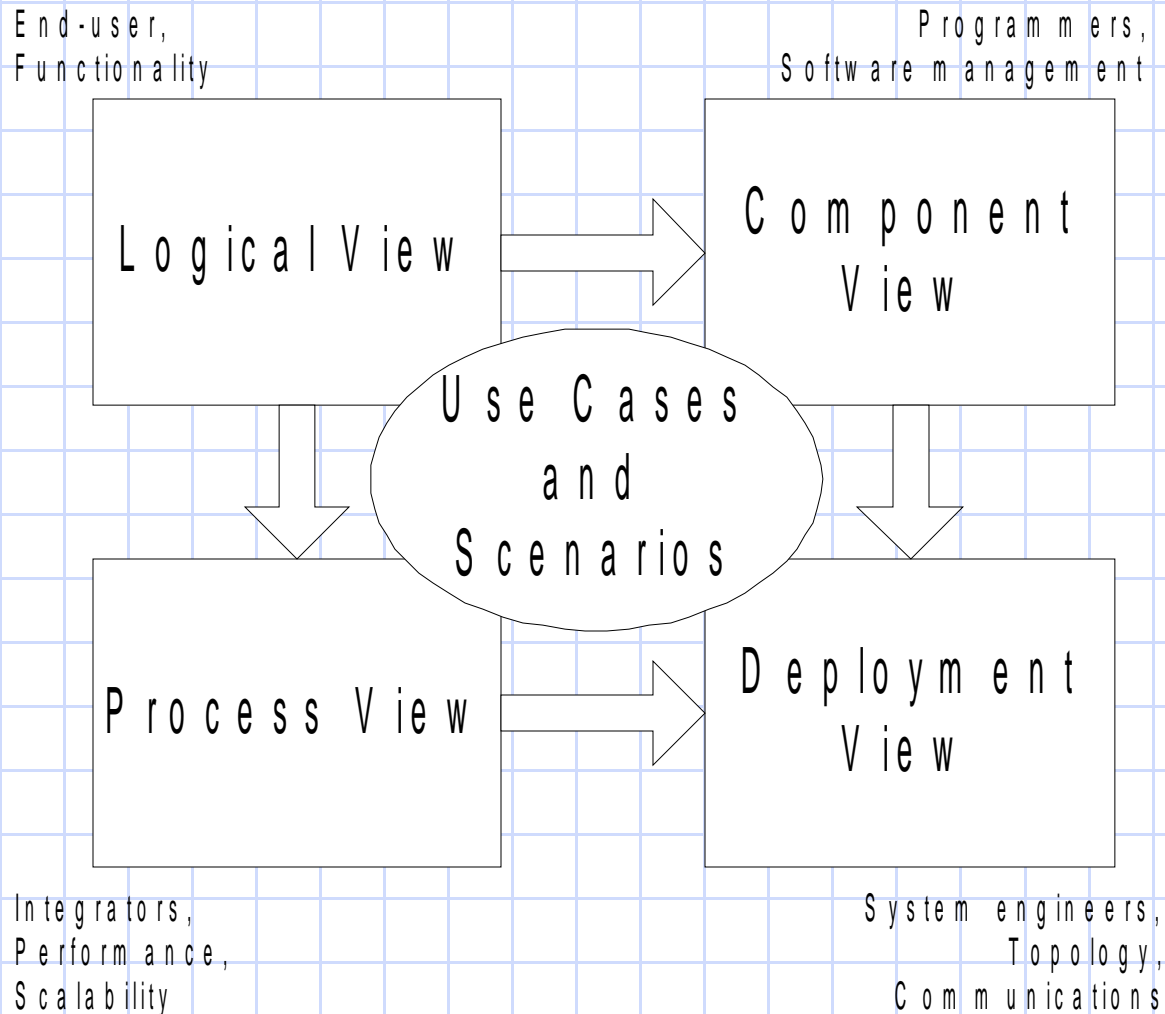 End-user,
Functionality
Programmers,
Software management
Logical View
Component
View
Use Cases
and
Scenarios
Process View
Deployment
View
Integrators,
Performance,
Scalability
System engineers,
Topology,
Communications